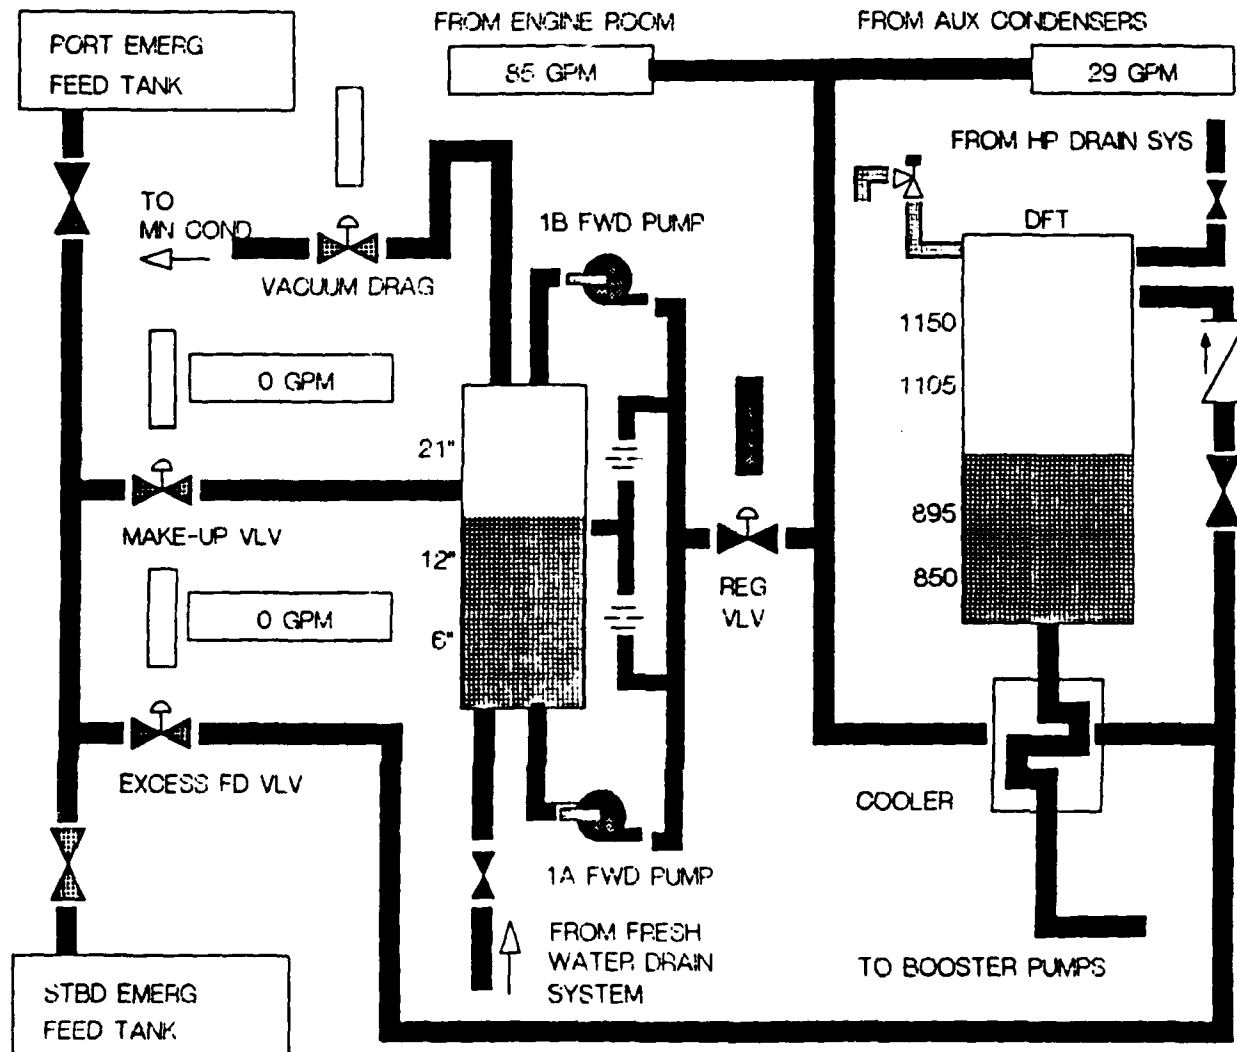 FROM ENGINE ROOM
FROM AUX CONDENSERS
PORT EMERG
FEED TANK
85 GPM
29 GPM
FROM HP DRAIN SYS
TO
MN COND
1B FWD PUMP
DFT
VACUUM DRAG
1150
0 GPM
1105
21"
MAKE-UP VLV
12"
895
REG
VLV
850
0 GPM
6"
EXCESS FD VLV
COOLER
1A FWD PUMP
FROM FRESH
WATER DRAIN
SYSTEM
TO BOOSTER PUMPS
STBD EMERG
FEED TANK